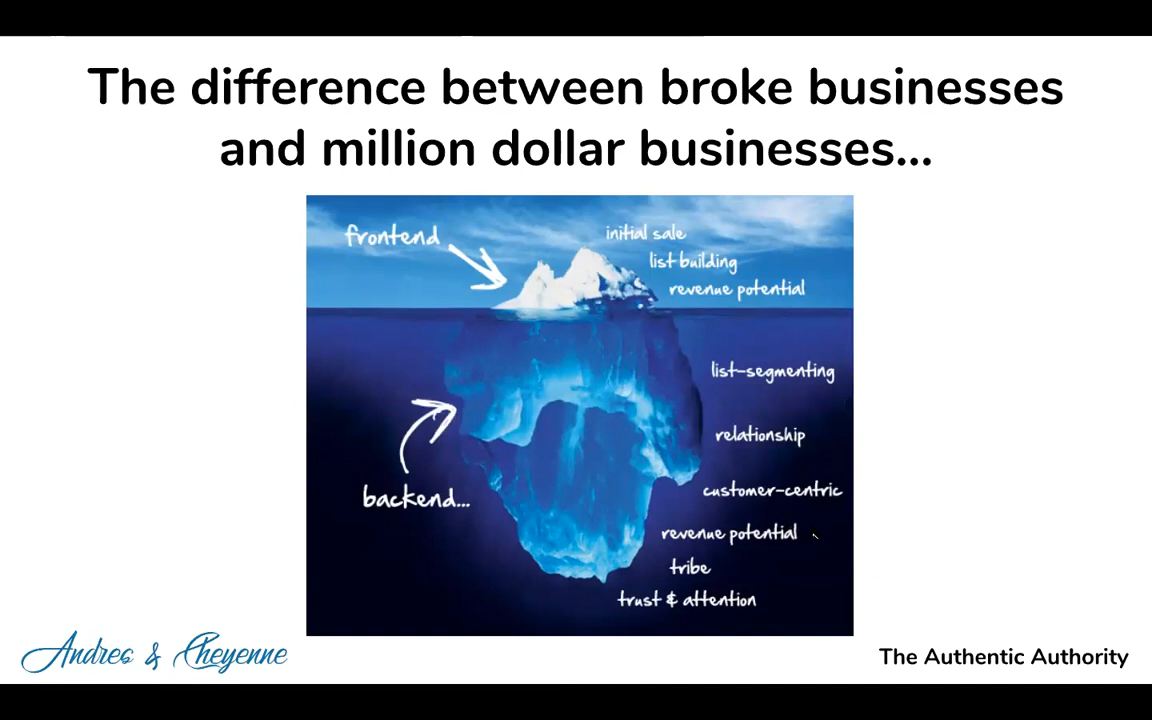 The difference between broke businesses
and million dollar businesses...
frontend
initial sale
list building
revenue potential
list-segmenting
relationship
customer-centric
backend...
revenue potential
tribe
trust & attention
Andres & Cheyenne
The Authentic Authority